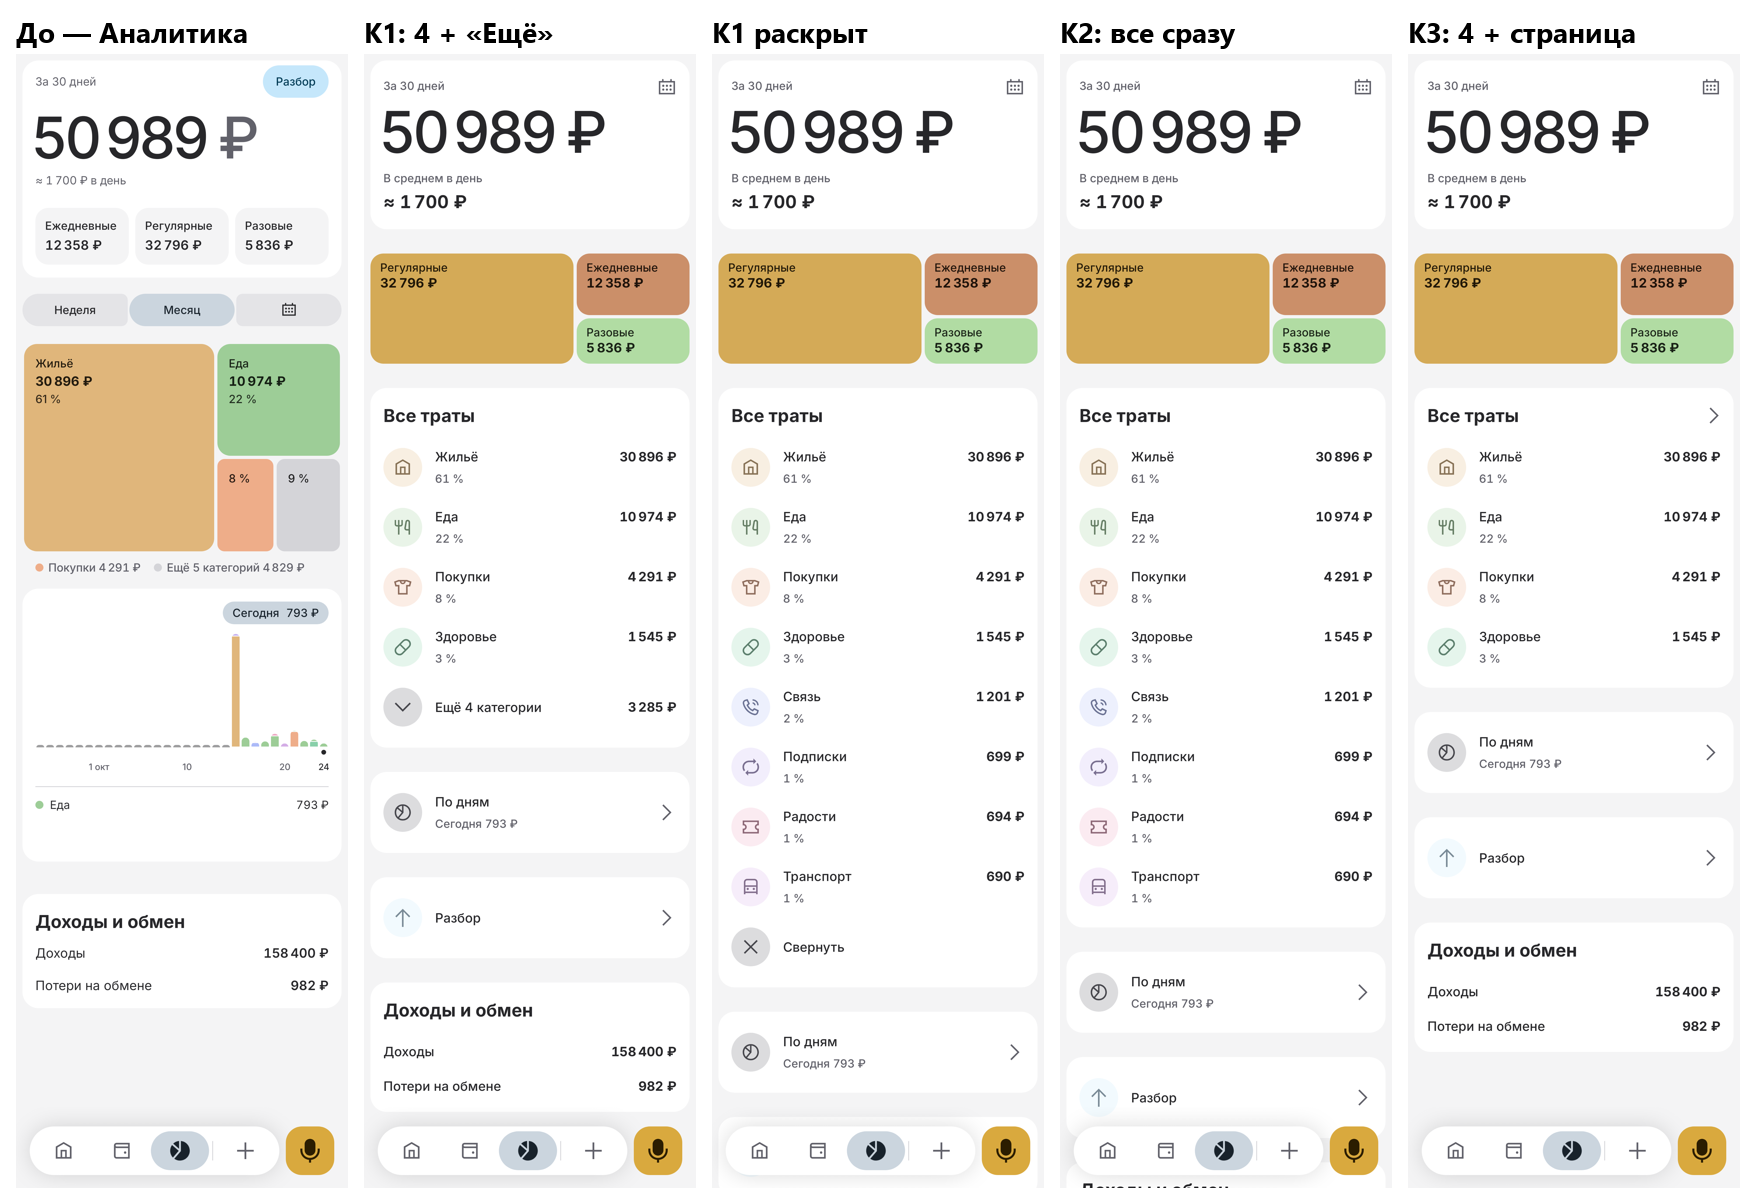 До — Аналитика
За 30 дней
Разбор
50 989 ₽
≈ 1 700 ₽ в день
Ежедневные
12 358 ₽
Регулярные
32 796 ₽
Разовые
5 836 ₽
Неделя
Месяц
Жильё
30 896 ₽
61 %
Еда
10 974 ₽
22 %
8 %
9 %
Покупки 4 291 ₽
Ещё 5 категорий 4 829 ₽
Сегодня 793 ₽
1 окт
10
20
24
Еда
793 ₽
Доходы и обмен
Доходы
158 400 ₽
Потери на обмене
982 ₽
К1: 4 + «Ещё»
За 30 дней
50 989 ₽
В среднем в день
≈ 1 700 ₽
Регулярные
32 796 ₽
Ежедневные
12 358 ₽
Разовые
5 836 ₽
Все траты
Жильё
30 896 ₽
61 %
Еда
10 974 ₽
22 %
Покупки
4 291 ₽
8 %
Здоровье
1 545 ₽
3 %
Ещё 4 категории
3 285 ₽
По дням
Сегодня 793 ₽
Разбор
Доходы и обмен
Доходы
158 400 ₽
Потери на обмене
982 ₽
К1 раскрыт
За 30 дней
50 989 ₽
В среднем в день
≈ 1 700 ₽
Регулярные
32 796 ₽
Ежедневные
12 358 ₽
Разовые
5 836 ₽
Все траты
Жильё
30 896 ₽
61 %
Еда
10 974 ₽
22 %
Покупки
4 291 ₽
8 %
Здоровье
1 545 ₽
3 %
Связь
1 201 ₽
2 %
Подписки
699 ₽
1 %
Радости
694 ₽
1 %
Транспорт
690 ₽
1 %
Свернуть
По дням
Сегодня 793 ₽
К2: все сразу
За 30 дней
50 989 ₽
В среднем в день
≈ 1 700 ₽
Регулярные
32 796 ₽
Ежедневные
12 358 ₽
Разовые
5 836 ₽
Все траты
Жильё
30 896 ₽
61 %
Еда
10 974 ₽
22 %
Покупки
4 291 ₽
8 %
Здоровье
1 545 ₽
3 %
Связь
1 201 ₽
2 %
Подписки
699 ₽
1 %
Радости
694 ₽
1 %
Транспорт
690 ₽
1 %
По дням
Сегодня 793 ₽
Разбор
Доходы и обмен
К3: 4 + страница
За 30 дней
50 989 ₽
В среднем в день
≈ 1 700 ₽
Регулярные
32 796 ₽
Ежедневные
12 358 ₽
Разовые
5 836 ₽
Все траты
Жильё
30 896 ₽
61 %
Еда
10 974 ₽
22 %
Покупки
4 291 ₽
8 %
Здоровье
1 545 ₽
3 %
По дням
Сегодня 793 ₽
Разбор
Доходы и обмен
Доходы
158 400 ₽
Потери на обмене
982 ₽